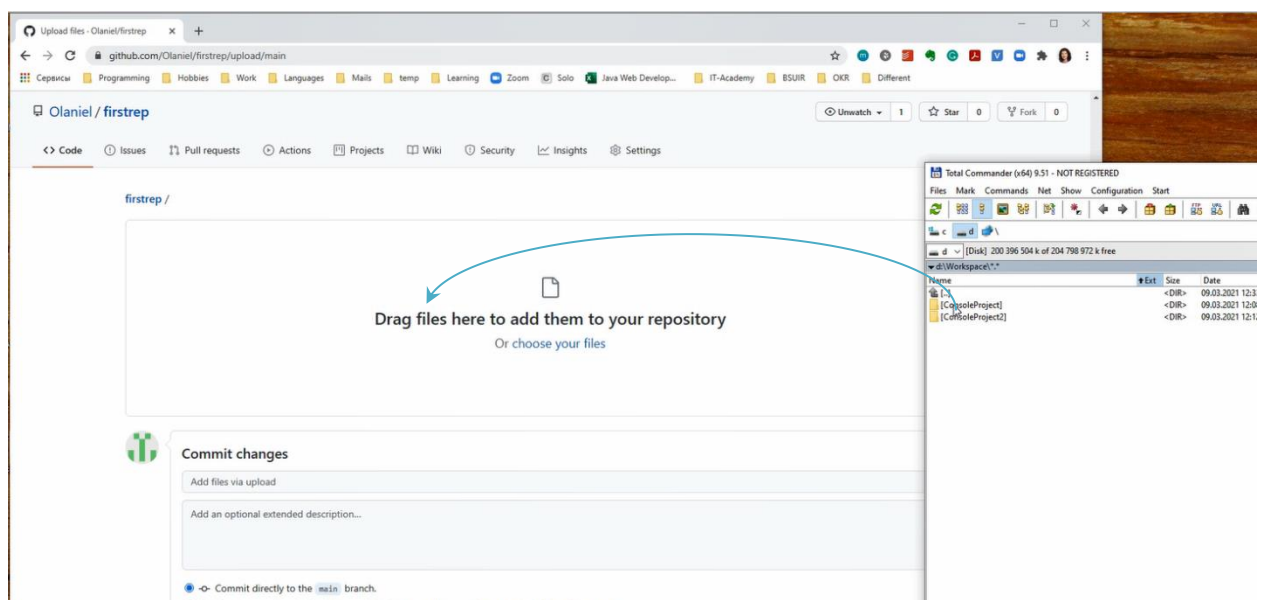 Upload files · Olaniel/firstrep
github.com/Olaniel/firstrep/upload/main
Сервисы Programming Hobbies Work Languages Mails temp Learning Zoom Solo Java Web Develop... IT-Academy BSUIR OKR Different
Olaniel / firstrep
Unwatch 1 Star 0 Fork 0
Code Issues Pull requests Actions Projects Wiki Security Insights Settings
firstrep /
Drag files here to add them to your repository
Or choose your files
Commit changes
Add files via upload
Add an optional extended description...
Commit directly to the main branch.
Total Commander (x64) 9.51 - NOT REGISTERED
Files Mark Commands Net Show Configuration Start
c d \
d [Disk] 200 396 504 k of 204 798 972 k free
d:\Workspace\*.*
Name Ext Size Date
[..] <DIR> 09.03.2021 12:3
[ConsoleProject] <DIR> 09.03.2021 12:0
[ConsoleProject2] <DIR> 09.03.2021 12:1